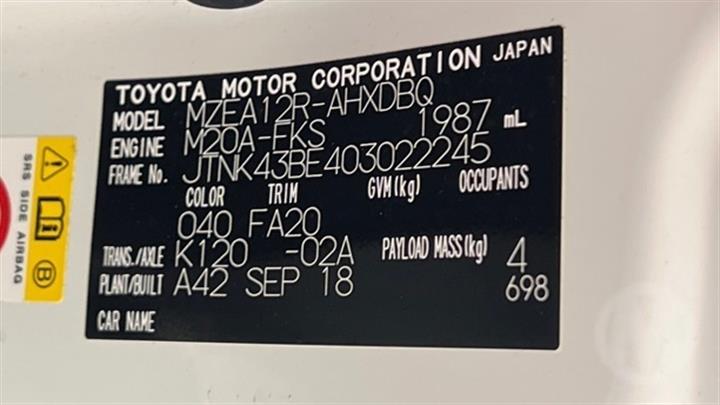 TOYOTA MOTOR CORPORATION JAPAN
MODEL MZEA12R-AHXDBQ
ENGINE M20A-FKS 1987 mL
FRAME No. JTNK43BE403022245
COLOR TRIM GVM(kg) OCCUPANTS
040 FA20
TRANS./AXLE K120 -02A PAYLOAD MASS(kg) 4
PLANT/BUILT A42 SEP 18 698
CAR NAME
SRS SIDE AIRBAG
B